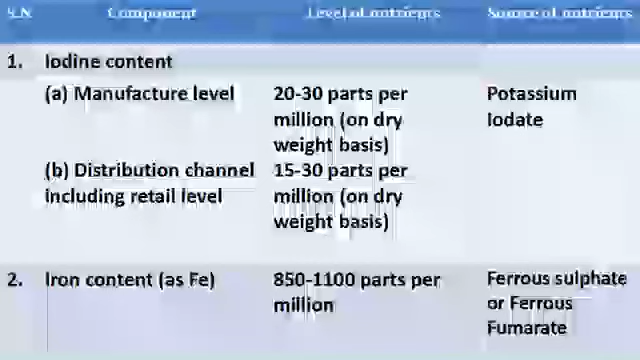 S.N Component Level of nutrients Source of nutrients
1. Iodine content
(a) Manufacture level 20-30 parts per Potassium
million (on dry Iodate
weight basis)
(b) Distribution channel 15-30 parts per
including retail level million (on dry
weight basis)
2. Iron content (as Fe) 850-1100 parts per Ferrous sulphate
million or Ferrous
Fumarate